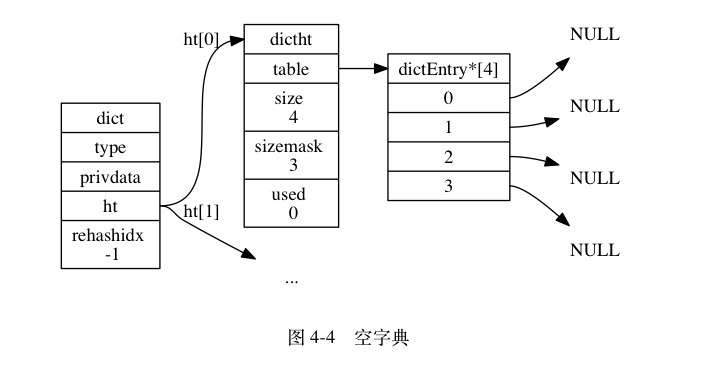 dict
type
privdata
ht
rehashidx
-1
ht[0]
ht[1]
dictht
table
size
4
sizemask
3
used
0
...
dictEntry*[4]
0
1
2
3
NULL
NULL
NULL
NULL
图 4-4 空字典